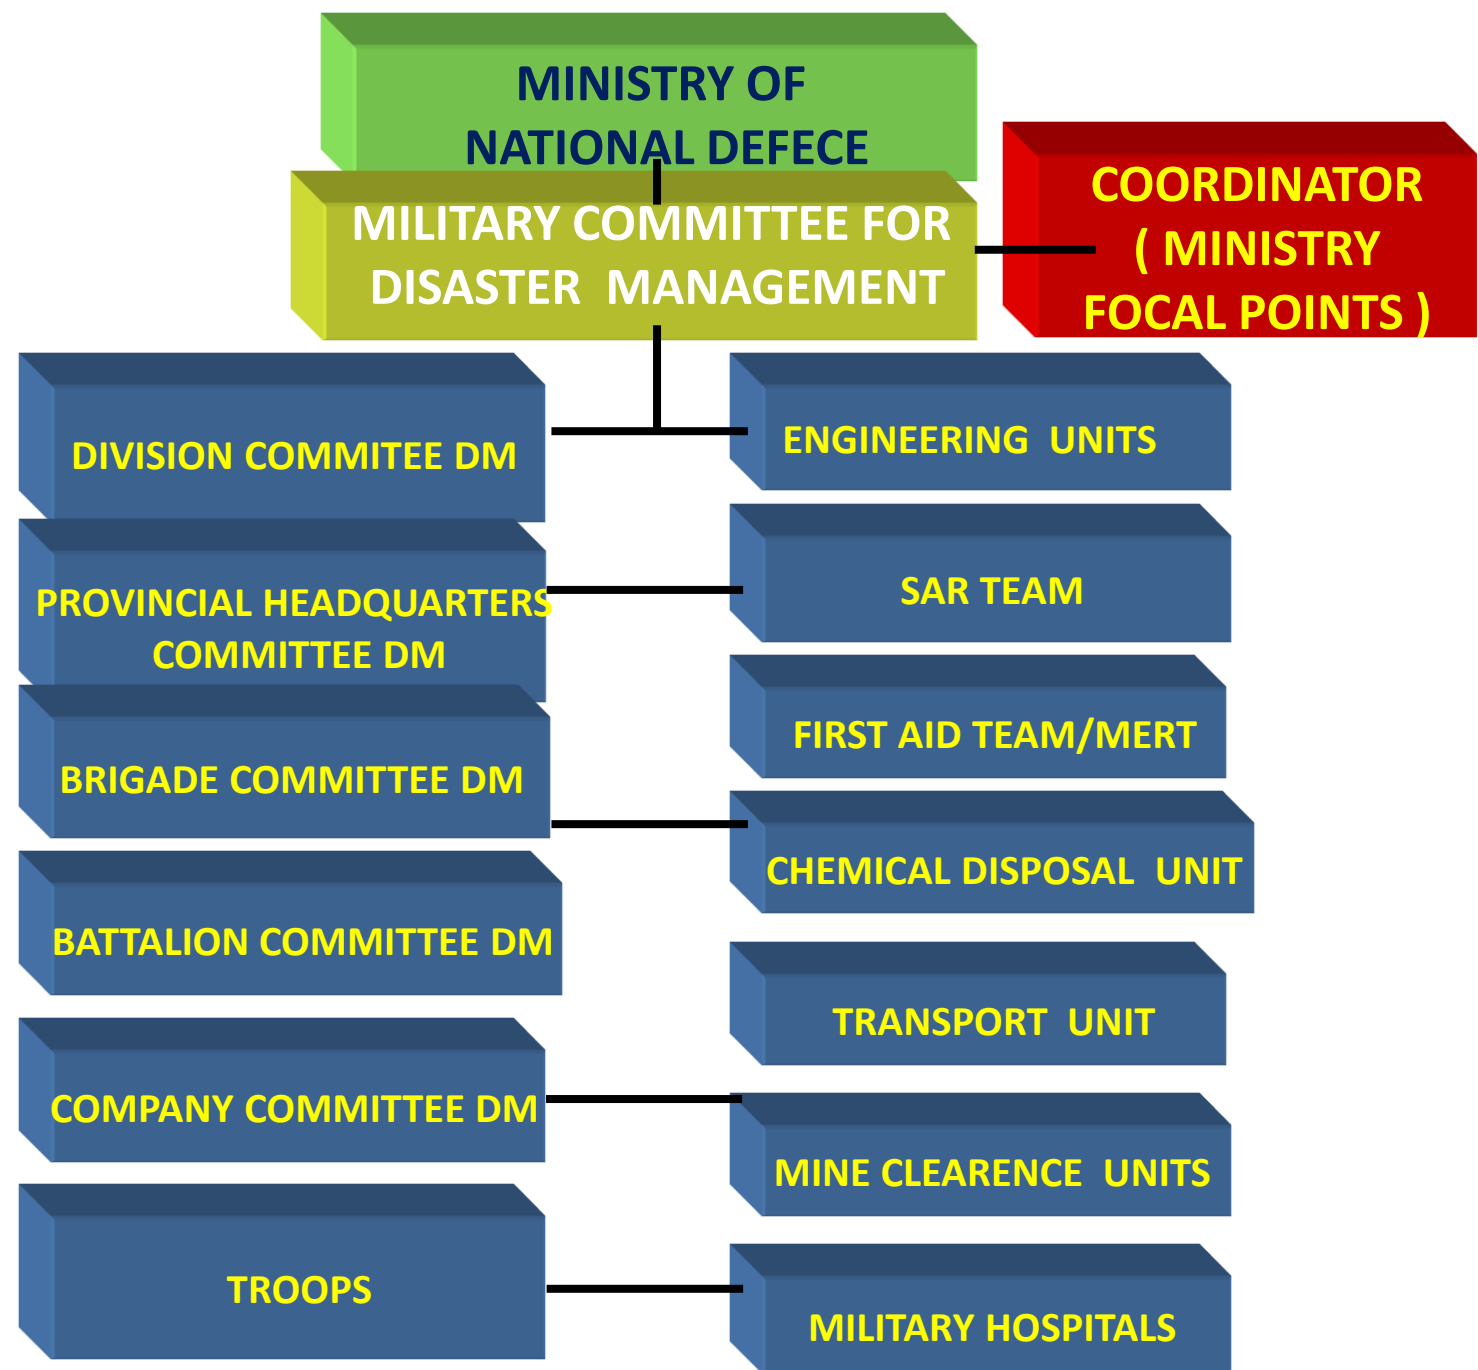 MINISTRY OF
NATIONAL DEFECE
MILITARY COMMITTEE FOR
DISASTER MANAGEMENT
COORDINATOR
( MINISTRY
FOCAL POINTS )
DIVISION COMMITEE DM
ENGINEERING UNITS
PROVINCIAL HEADQUARTERS
COMMITTEE DM
SAR TEAM
BRIGADE COMMITTEE DM
FIRST AID TEAM/MERT
BATTALION COMMITTEE DM
CHEMICAL DISPOSAL UNIT
COMPANY COMMITTEE DM
TRANSPORT UNIT
TROOPS
MINE CLEARENCE UNITS
MILITARY HOSPITALS